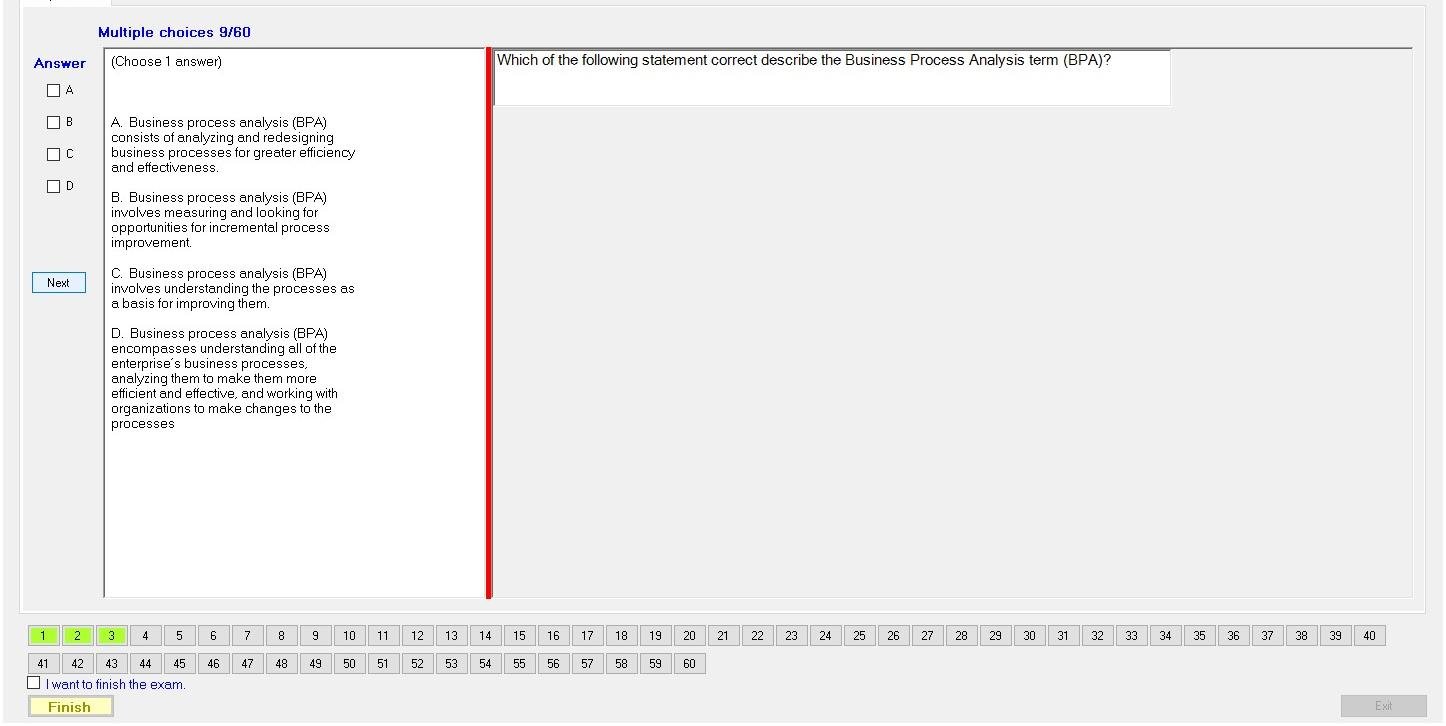 Multiple choices 9/60
Answer
A
B
C
D
Next
(Choose 1 answer)
A. Business process analysis (BPA)
consists of analyzing and redesigning
business processes for greater efficiency
and effectiveness.
B. Business process analysis (BPA)
involves measuring and looking for
opportunities for incremental process
improvement.
C. Business process analysis (BPA)
involves understanding the processes as
a basis for improving them.
D. Business process analysis (BPA)
encompasses understanding all of the
enterprise´s business processes,
analyzing them to make them more
efficient and effective, and working with
organizations to make changes to the
processes
Which of the following statement correct describe the Business Process Analysis term (BPA)?
1 2 3 4 5 6 7 8 9 10 11 12 13 14 15 16 17 18 19 20 21 22 23 24 25 26 27 28 29 30 31 32 33 34 35 36 37 38 39 40
41 42 43 44 45 46 47 48 49 50 51 52 53 54 55 56 57 58 59 60
I want to finish the exam.
Finish
Exit